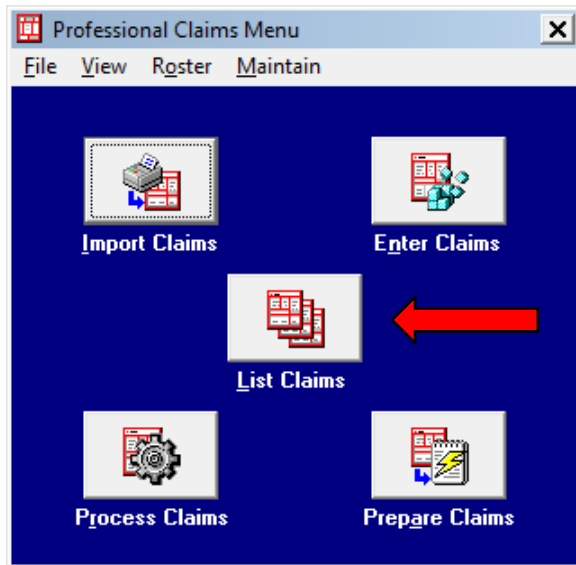 Professional Claims Menu
File View Roster Maintain
Import Claims Enter Claims
List Claims
Process Claims Prepare Claims